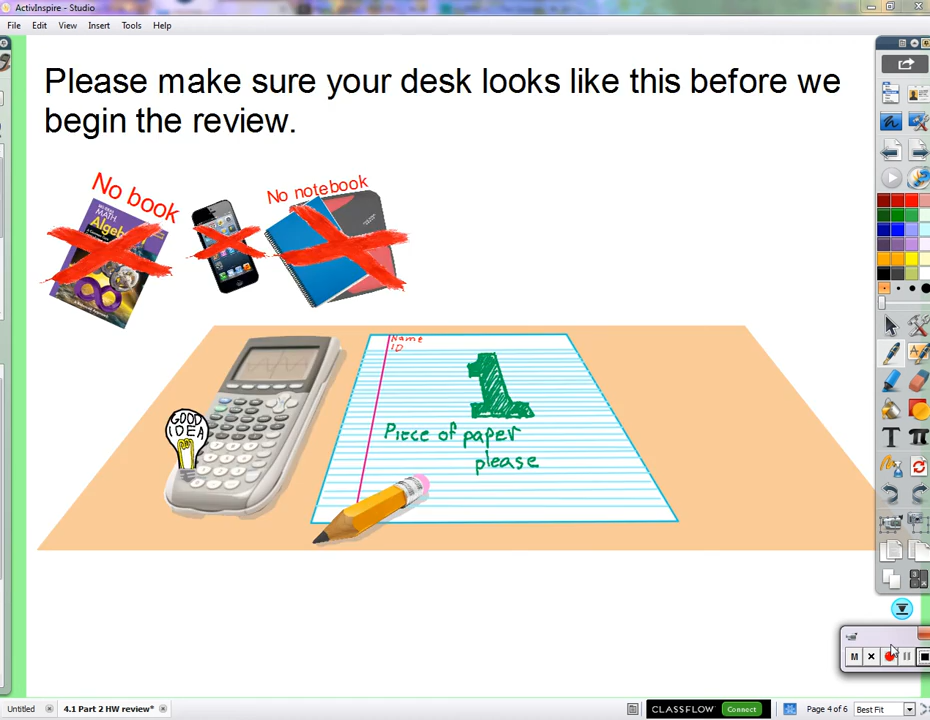 ActivInspire - Studio
File Edit View Insert Tools Help
Please make sure your desk looks like this before we
begin the review.
No book
No notebook
MATH
Algebra
Name
ID
1
GOOD
IDEA
Piece of paper
please
M
Untitled
4.1 Part 2 HW review*
CLASSFLOW Connect
Page 4 of 6
Best Fit